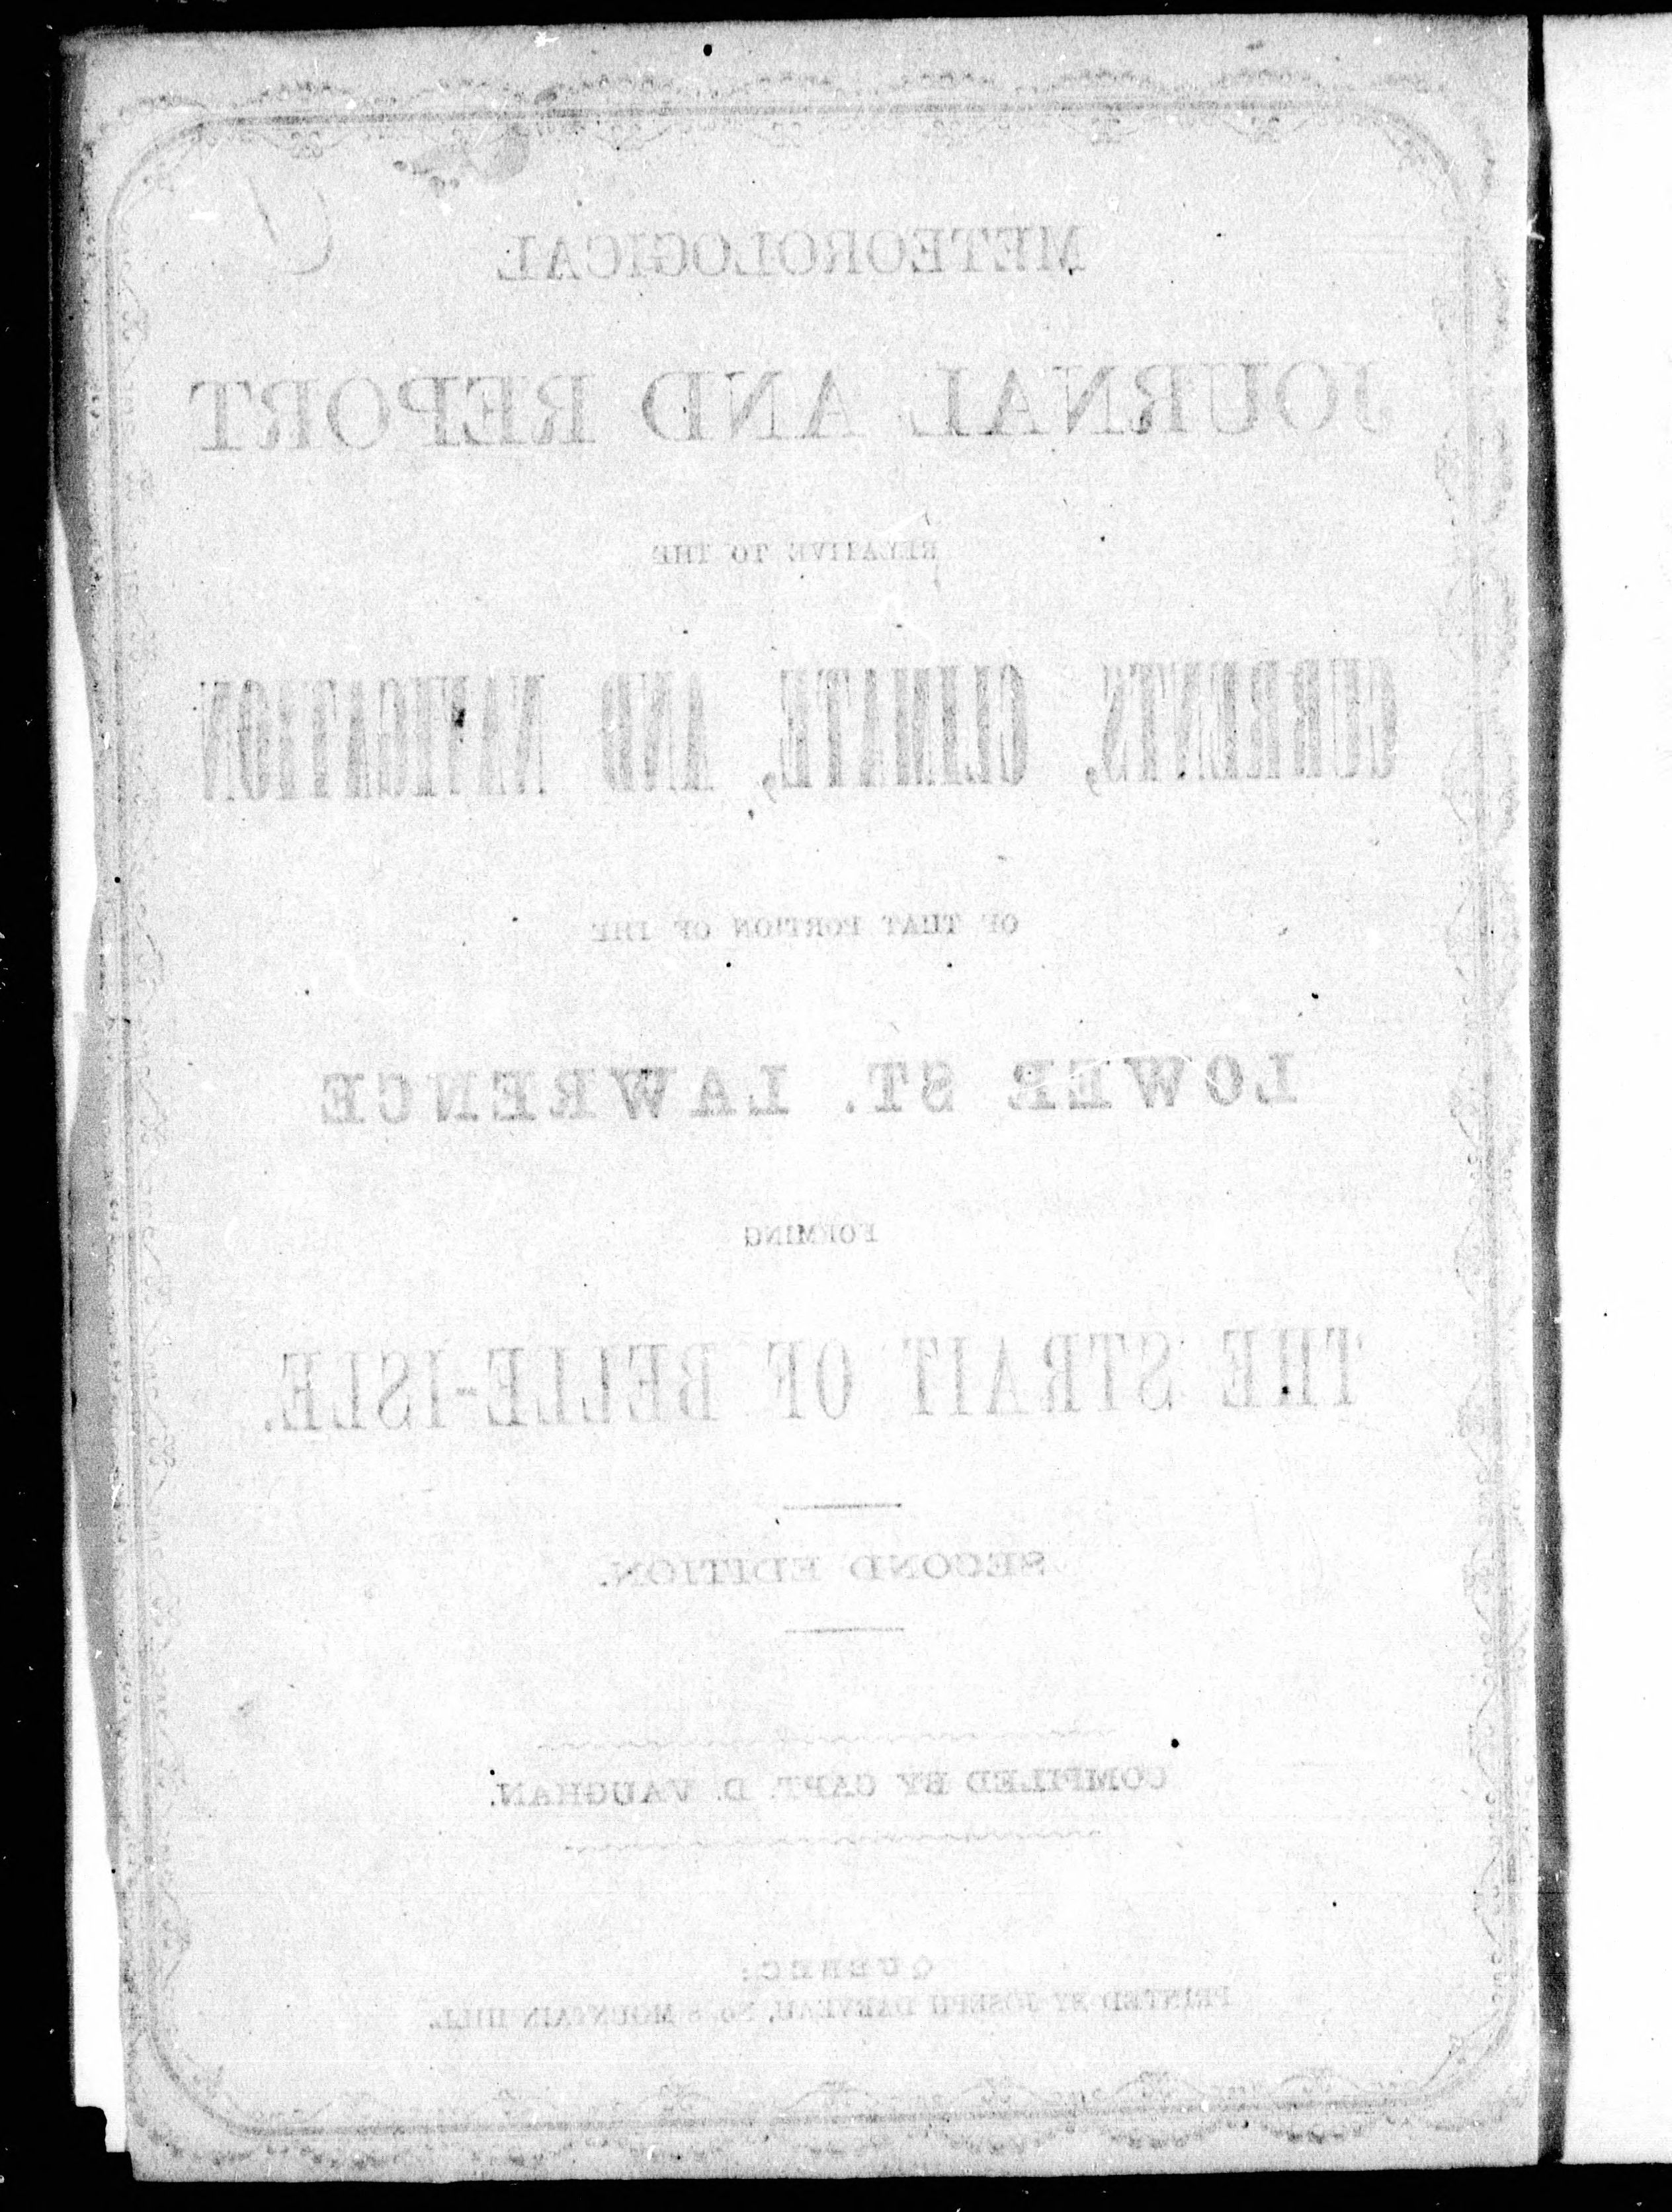 METEOROLOGICAL
JOURNAL AND REPORT
RELATIVE TO THE
CURRENTS, CLIMATE, AND NAVIGATION
OF THAT PORTION OF THE
LOWER ST. LAWRENCE
FORMING
THE STRAIT OF BELLE-ISLE.
SECOND EDITION.
COMPILED BY CAPT. D. VAUGHAN.
QUEBEC:
PRINTED BY JOSEPH DARVEAU, No. 8 MOUNTAIN HILL.